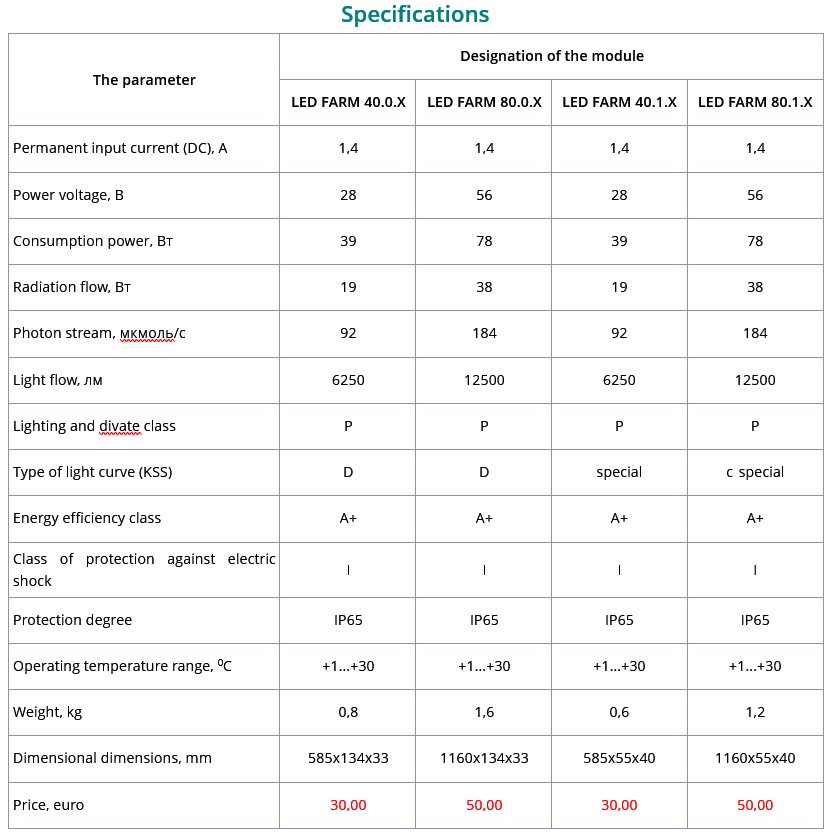 Specifications
The parameter
Designation of the module
LED FARM 40.0.X LED FARM 80.0.X LED FARM 40.1.X LED FARM 80.1.X
Permanent input current (DC), A 1,4 1,4 1,4 1,4
Power voltage, В 28 56 28 56
Consumption power, Вт 39 78 39 78
Radiation flow, Вт 19 38 19 38
Photon stream, мкмоль/с 92 184 92 184
Light flow, лм 6250 12500 6250 12500
Lighting and divate class P P P P
Type of light curve (KSS) D D special с special
Energy efficiency class A+ A+ A+ A+
Class of protection against electric
shock I I I I
Protection degree IP65 IP65 IP65 IP65
Operating temperature range, ⁰C +1...+30 +1...+30 +1...+30 +1...+30
Weight, kg 0,8 1,6 0,6 1,2
Dimensional dimensions, mm 585x134x33 1160x134x33 585x55x40 1160x55x40
Price, euro 30,00 50,00 30,00 50,00